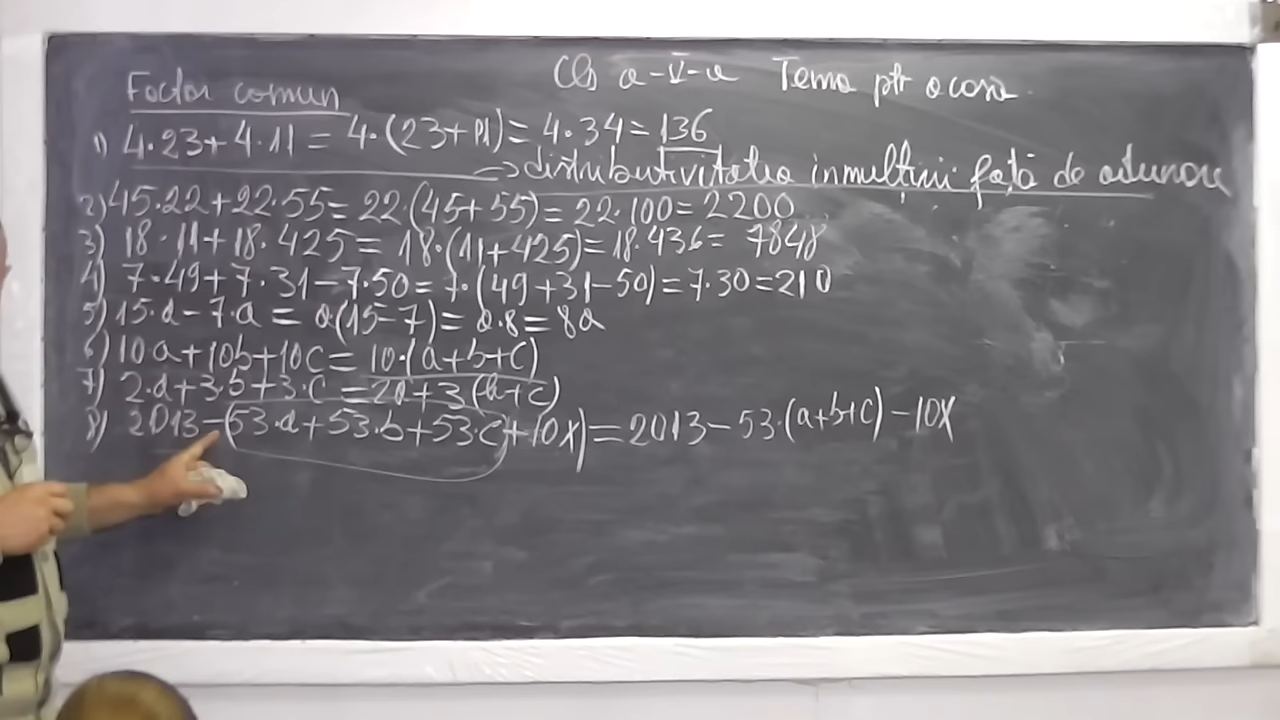 Cls a-V-a Tema ptr acasa
Factor comun
1) 4·23+4·11 = 4·(23+11) = 4·34 = 136
→ distributivitatea inmultirii față de adunare
2) 45·22+22·55 = 22·(45+55) = 22·100 = 2200
3) 18·11+18·425 = 18·(11+425) = 18·436 = 7848
4) 7·49+7·31-7·50 = 7·(49+31-50) = 7·30 = 210
5) 15·a-7·a = a(15-7) = a·8 = 8a
6) 10a+10b+10c = 10·(a+b+c)
7) 2·a+3·b+3·c = 2a+3(b+c)
8) 2013-(53·a+53·b+53·c+10x) = 2013-53·(a+b+c)-10x